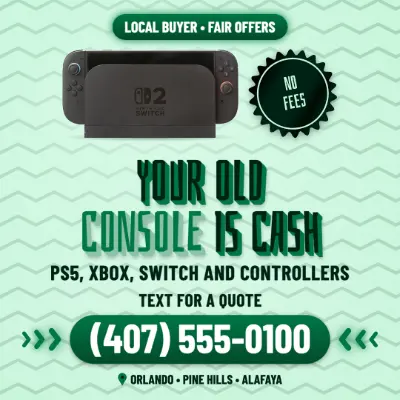 LOCAL BUYER • FAIR OFFERS
NO
FEES
2
SWITCH
YOUR OLD
CONSOLE IS CASH
PS5, XBOX, SWITCH AND CONTROLLERS
TEXT FOR A QUOTE
(407) 555-0100
ORLANDO • PINE HILLS • ALAFAYA